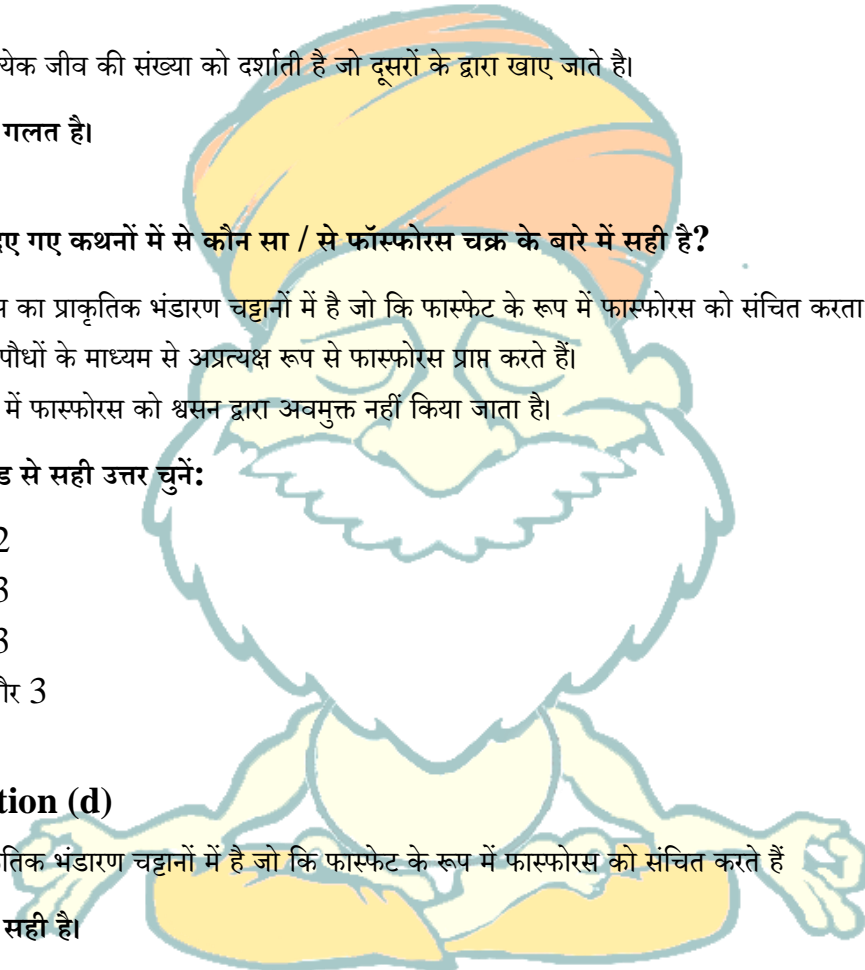 येक जीव की संख्या को दर्शाती है जो दूसरों के द्वारा खाए जाते है।
गलत है।
गए कथनों में से कौन सा / से फॉस्फोरस चक्र के बारे में सही है?
का प्राकृतिक भंडारण चट्टानों में है जो कि फास्फेट के रूप में फास्फोरस को संचित करता
पौधों के माध्यम से अप्रत्यक्ष रूप से फास्फोरस प्राप्त करते हैं।
में फास्फोरस को श्वसन द्वारा अवमुक्त नहीं किया जाता है।
से सही उत्तर चुनें:
2
3
3
और 3
tion (d)
तिक भंडारण चट्टानों में है जो कि फास्फेट के रूप में फास्फोरस को संचित करते हैं
सही है।